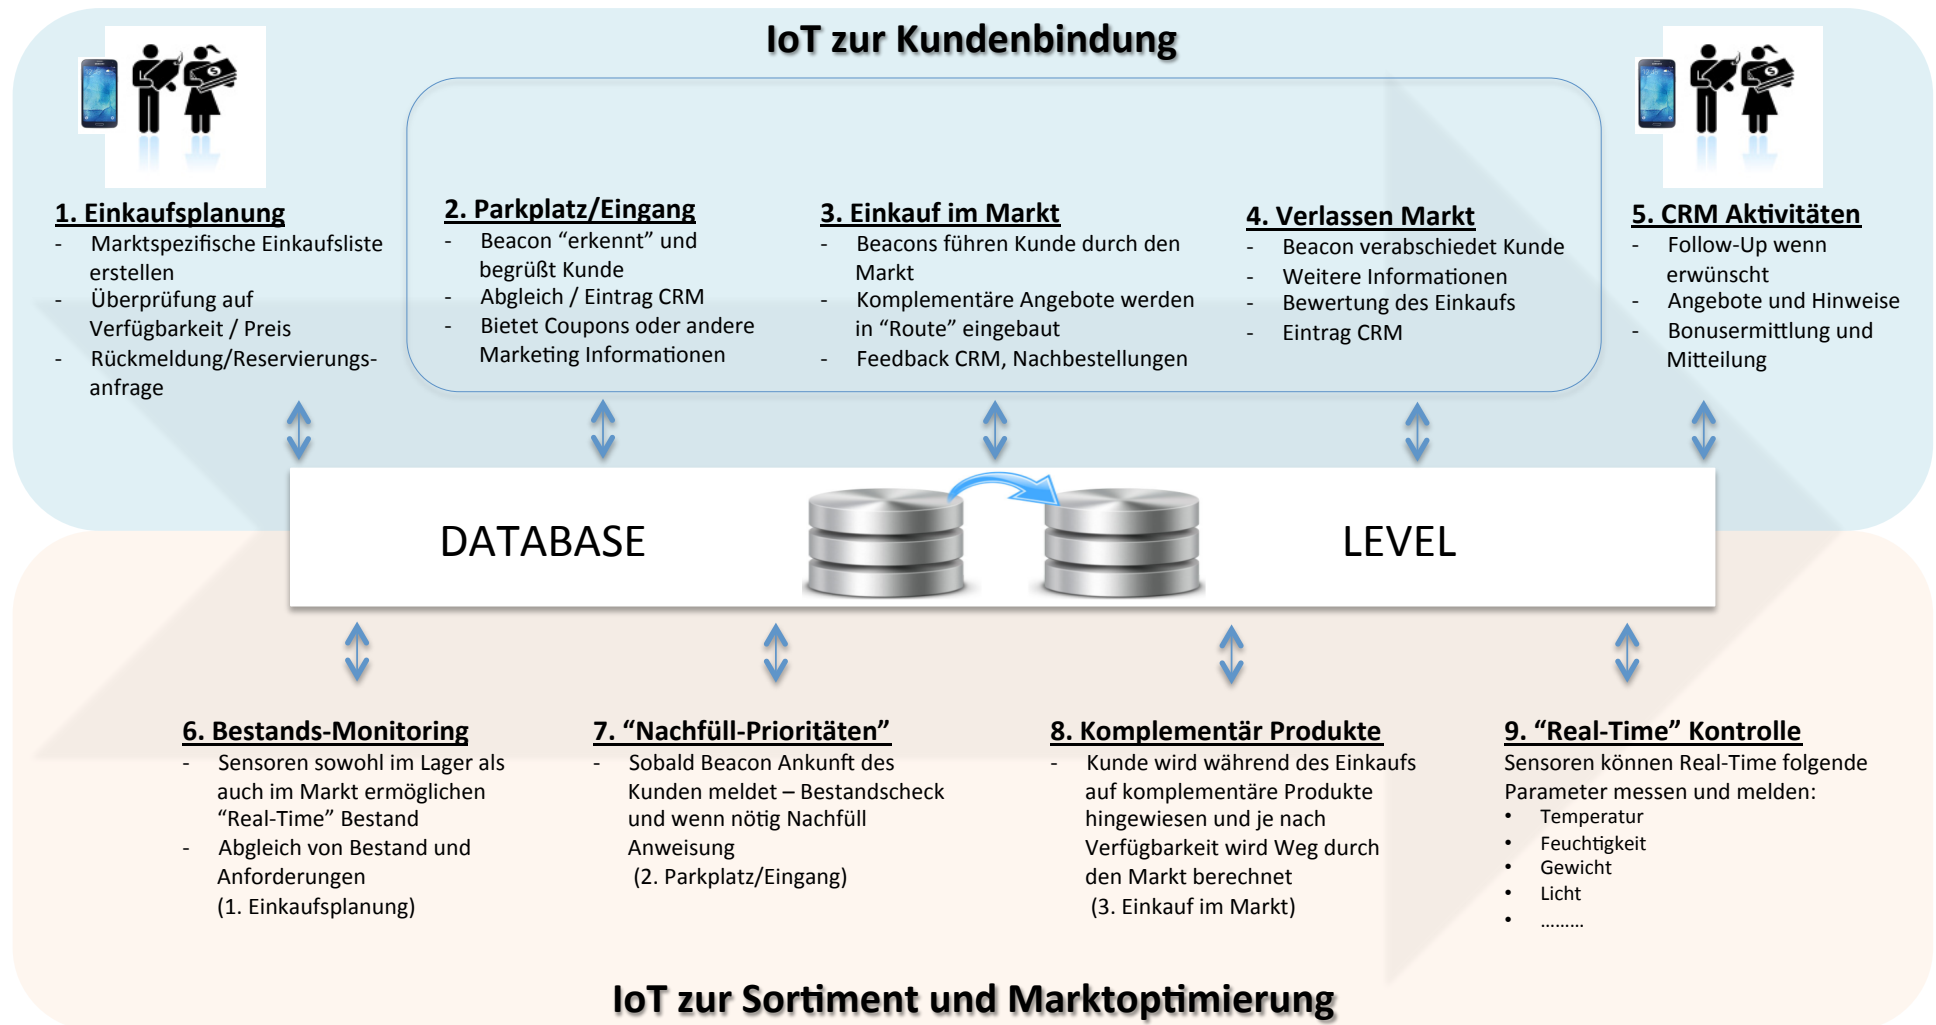 IoT zur Kundenbindung
1. Einkaufsplanung
- Marktspezifische Einkaufsliste
erstellen
- Überprüfung auf
Verfügbarkeit / Preis
- Rückmeldung/Reservierungs-
anfrage
2. Parkplatz/Eingang
- Beacon “erkennt” und
begrüßt Kunde
- Abgleich / Eintrag CRM
- Bietet Coupons oder andere
Marketing Informationen
3. Einkauf im Markt
- Beacons führen Kunde durch den
Markt
- Komplementäre Angebote werden
in “Route” eingebaut
- Feedback CRM, Nachbestellungen
4. Verlassen Markt
- Beacon verabschiedet Kunde
- Weitere Informationen
- Bewertung des Einkaufs
- Eintrag CRM
5. CRM Aktivitäten
- Follow-Up wenn
erwünscht
- Angebote und Hinweise
- Bonusermittlung und
Mitteilung
DATABASE LEVEL
6. Bestands-Monitoring
- Sensoren sowohl im Lager als
auch im Markt ermöglichen
“Real-Time” Bestand
- Abgleich von Bestand und
Anforderungen
(1. Einkaufsplanung)
7. “Nachfüll-Prioritäten”
- Sobald Beacon Ankunft des
Kunden meldet – Bestandscheck
und wenn nötig Nachfüll
Anweisung
(2. Parkplatz/Eingang)
8. Komplementär Produkte
- Kunde wird während des Einkaufs
auf komplementäre Produkte
hingewiesen und je nach
Verfügbarkeit wird Weg durch
den Markt berechnet
(3. Einkauf im Markt)
9. “Real-Time” Kontrolle
Sensoren können Real-Time folgende
Parameter messen und melden:
• Temperatur
• Feuchtigkeit
• Gewicht
• Licht
• .........
IoT zur Sortiment und Marktoptimierung